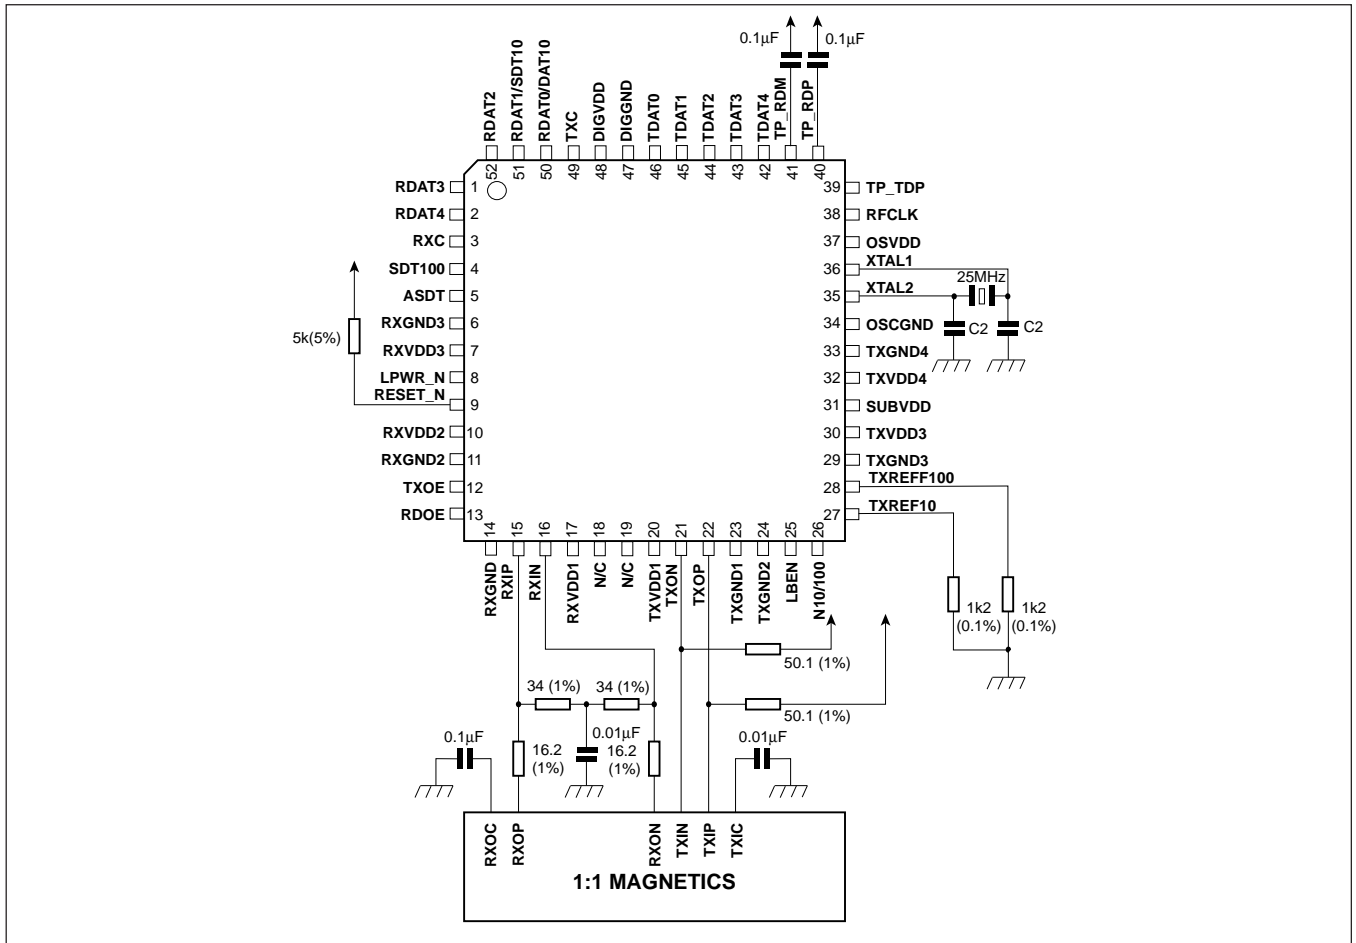 0.1µF
0.1µF
RDAT2
RDAT1/SDT10
RDAT0/DAT10
TXC
DIGVDD
DIGGND
TDAT0
TDAT1
TDAT2
TDAT3
TDAT4
TP_RDM
TP_RDP
52
51
50
49
48
47
46
45
44
43
42
41
40
RDAT3
1
RDAT4
2
RXC
3
SDT100
4
ASDT
5
RXGND3
6
RXVDD3
7
LPWR_N
8
RESET_N
9
RXVDD2
10
RXGND2
11
TXOE
12
RDOE
13
5k(5%)
39
TP_TDP
38
RFCLK
37
OSVDD
36
XTAL1
35
XTAL2
34
OSCGND
33
TXGND4
32
TXVDD4
31
SUBVDD
30
TXVDD3
29
TXGND3
28
TXREFF100
27
TXREF10
25MHz
C2
C2
14
15
16
17
18
19
20
21
22
23
24
25
26
RXGND
RXIP
RXIN
RXVDD1
N/C
N/C
TXVDD1
TXON
TXOP
TXGND1
TXGND2
LBEN
N10/100
1k2
(0.1%)
1k2
(0.1%)
50.1 (1%)
34 (1%)
34 (1%)
50.1 (1%)
0.1µF
16.2
(1%)
0.01µF
16.2
(1%)
0.01µF
RXOC
RXOP
RXON
TXIN
TXIP
TXIC
1:1 MAGNETICS